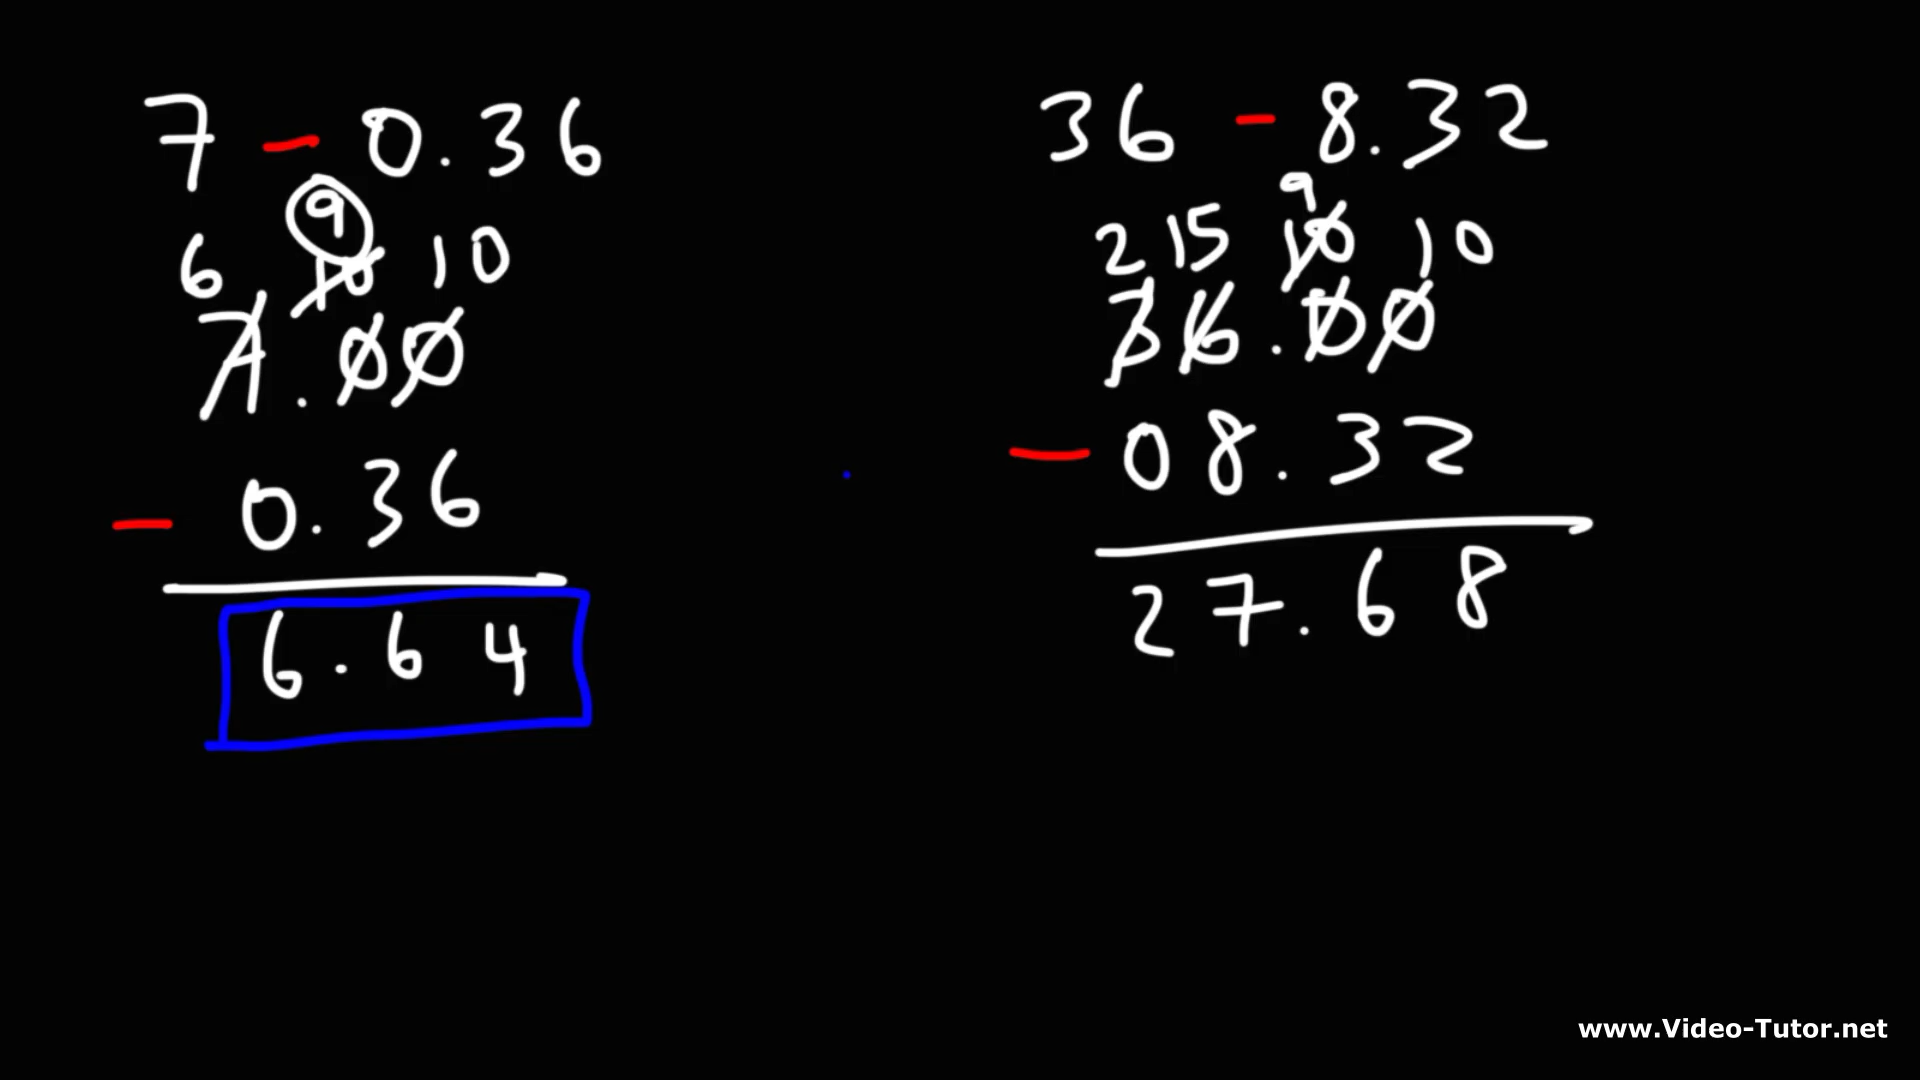 7 - 0.36
9
6 10 10
7.00
- 0.36
6.64
36 - 8.32
9
2 15 10 10
36.00
- 08.32
27.68
www.Video-Tutor.net